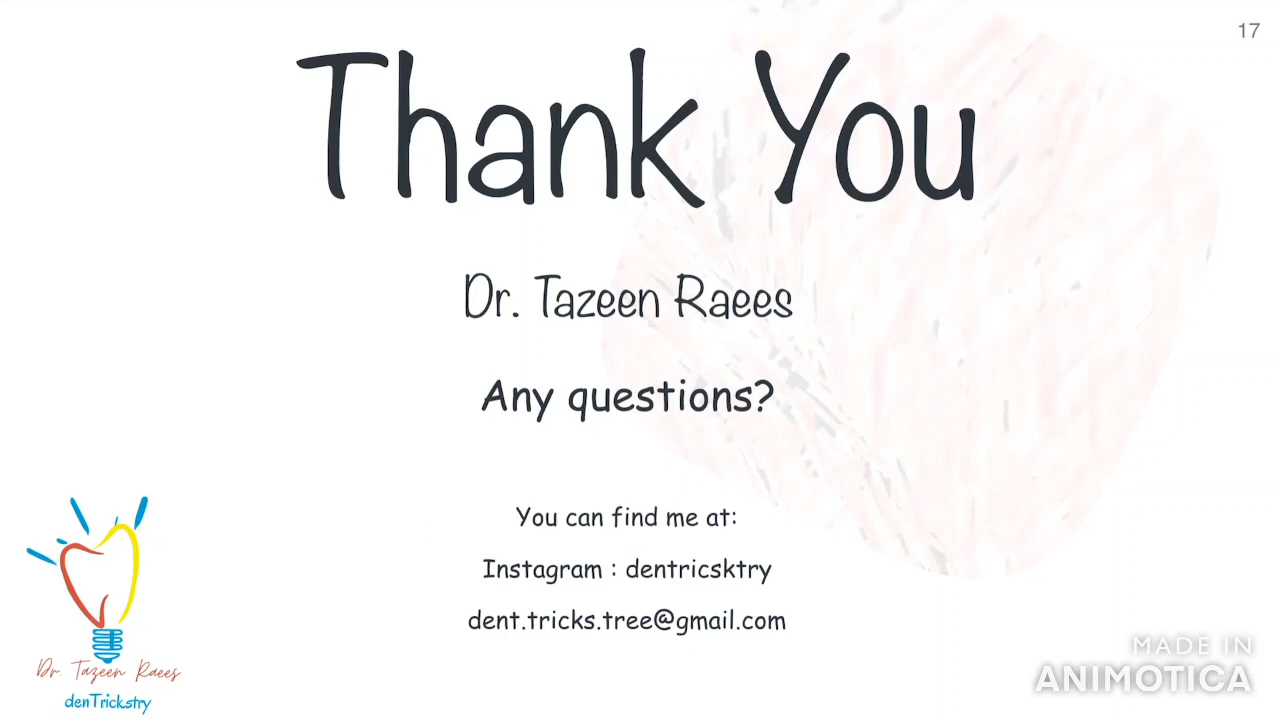 17
Thank You
Dr. Tazeen Raees
Any questions?
You can find me at:
Instagram : dentricsktry
dent.tricks.tree@gmail.com
Dr. Tazeen Raees
denTrickstry
MADE IN
ANIMOTICA